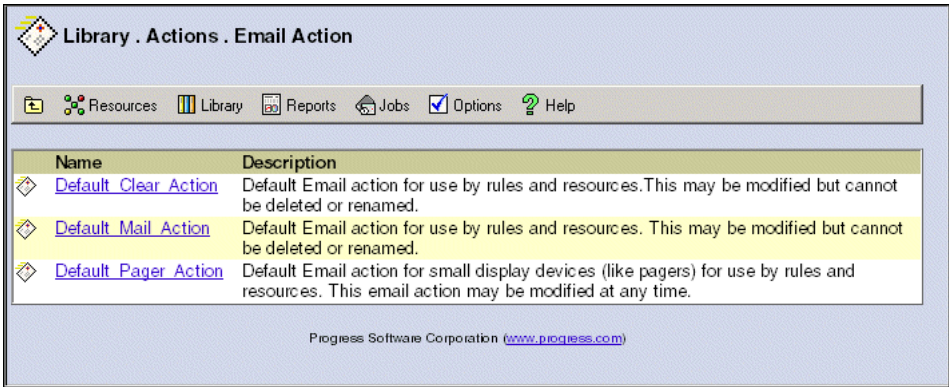 Library . Actions . Email Action
Resources Library Reports Jobs Options Help
Name Description
Default_Clear_Action Default Email action for use by rules and resources.This may be modified but cannot
be deleted or renamed.
Default_Mail_Action Default Email action for use by rules and resources. This may be modified but cannot
be deleted or renamed.
Default_Pager_Action Default Email action for small display devices (like pagers) for use by rules and
resources. This email action may be modified at any time.
Progress Software Corporation (www.progress.com)